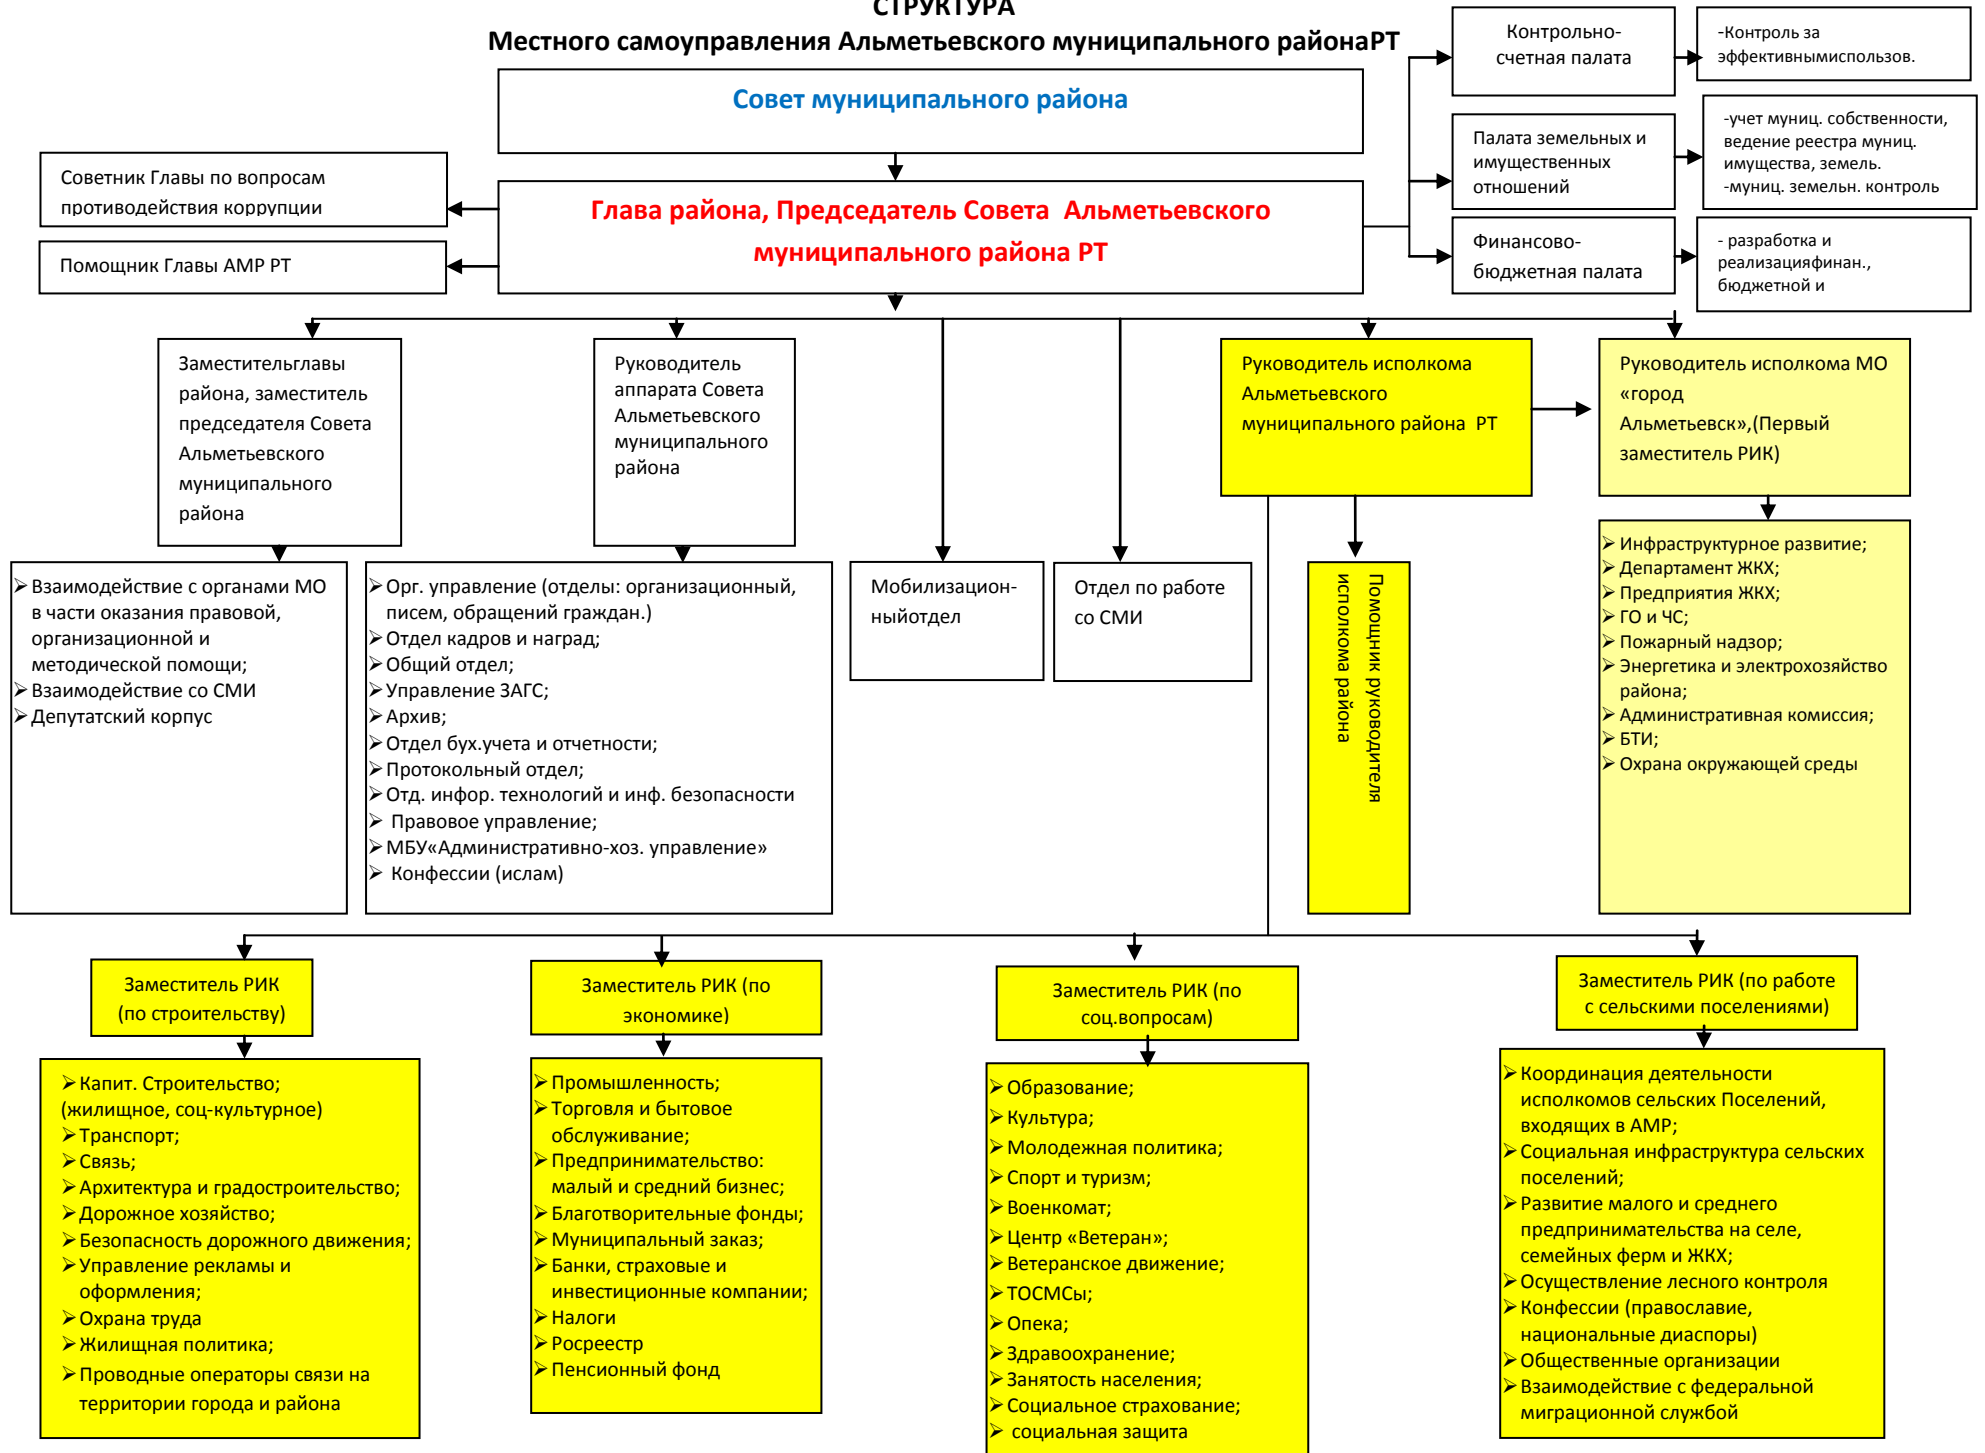 СТРУКТУРА
Местного самоуправления Альметьевского муниципального районаРТ
Совет муниципального района
Контрольно-
счетная палата
-Контроль за
эффективнымиспользов.
Палата земельных и
имущественных
отношений
-учет муниц. собственности,
ведение реестра муниц.
имущества, земель.
-муниц. земельн. контроль
Советник Главы по вопросам
противодействия коррупции
Глава района, Председатель Совета Альметьевского
муниципального района РТ
Помощник Главы АМР РТ
Финансово-
бюджетная палата
- разработка и
реализацияфинан.,
бюджетной и
Заместительглавы
района, заместитель
председателя Совета
Альметьевского
муниципального
района
Руководитель
аппарата Совета
Альметьевского
муниципального
района
Руководитель исполкома
Альметьевского
муниципального района РТ
Руководитель исполкома МО
«город
Альметьевск»,(Первый
заместитель РИК)
➢ Взаимодействие с органами МО
в части оказания правовой,
организационной и
методической помощи;
➢ Взаимодействие со СМИ
➢ Депутатский корпус
➢ Орг. управление (отделы: организационный,
писем, обращений граждан.)
➢ Отдел кадров и наград;
➢ Общий отдел;
➢ Управление ЗАГС;
➢ Архив;
➢ Отдел бух.учета и отчетности;
➢ Протокольный отдел;
➢ Отд. инфор. технологий и инф. безопасности
➢ Правовое управление;
➢ МБУ«Административно-хоз. управление»
➢ Конфессии (ислам)
Мобилизацион-
ныйотдел
Отдел по работе
со СМИ
Помощник руководителя
исполкома района
➢ Инфраструктурное развитие;
➢ Департамент ЖКХ;
➢ Предприятия ЖКХ;
➢ ГО и ЧС;
➢ Пожарный надзор;
➢ Энергетика и электрохозяйство
района;
➢ Административная комиссия;
➢ БТИ;
➢ Охрана окружающей среды
Заместитель РИК
(по строительству)
Заместитель РИК (по
экономике)
Заместитель РИК (по
соц.вопросам)
Заместитель РИК (по работе
с сельскими поселениями)
➢ Капит. Строительство;
(жилищное, соц-культурное)
➢ Транспорт;
➢ Связь;
➢ Архитектура и градостроительство;
➢ Дорожное хозяйство;
➢ Безопасность дорожного движения;
➢ Управление рекламы и
оформления;
➢ Охрана труда
➢ Жилищная политика;
➢ Проводные операторы связи на
территории города и района
➢ Промышленность;
➢ Торговля и бытовое
обслуживание;
➢ Предпринимательство:
малый и средний бизнес;
➢ Благотворительные фонды;
➢ Муниципальный заказ;
➢ Банки, страховые и
инвестиционные компании;
➢ Налоги
➢ Росреестр
➢ Пенсионный фонд
➢ Образование;
➢ Культура;
➢ Молодежная политика;
➢ Спорт и туризм;
➢ Военкомат;
➢ Центр «Ветеран»;
➢ Ветеранское движение;
➢ ТОСМСы;
➢ Опека;
➢ Здравоохранение;
➢ Занятость населения;
➢ Социальное страхование;
➢ социальная защита
➢ Координация деятельности
исполкомов сельских Поселений,
входящих в АМР;
➢ Социальная инфраструктура сельских
поселений;
➢ Развитие малого и среднего
предпринимательства на селе,
семейных ферм и ЖКХ;
➢ Осуществление лесного контроля
➢ Конфессии (православие,
национальные диаспоры)
➢ Общественные организации
➢ Взаимодействие с федеральной
миграционной службой